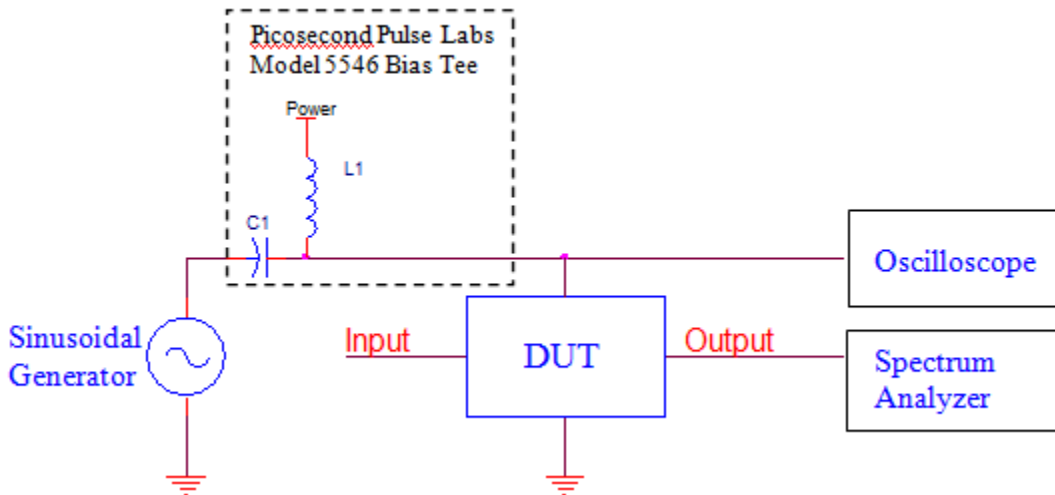 Picosecond Pulse Labs
Model 5546 Bias Tee
Power
L1
C1
Oscilloscope
Sinusoidal
Generator
Input
DUT
Output
Spectrum
Analyzer